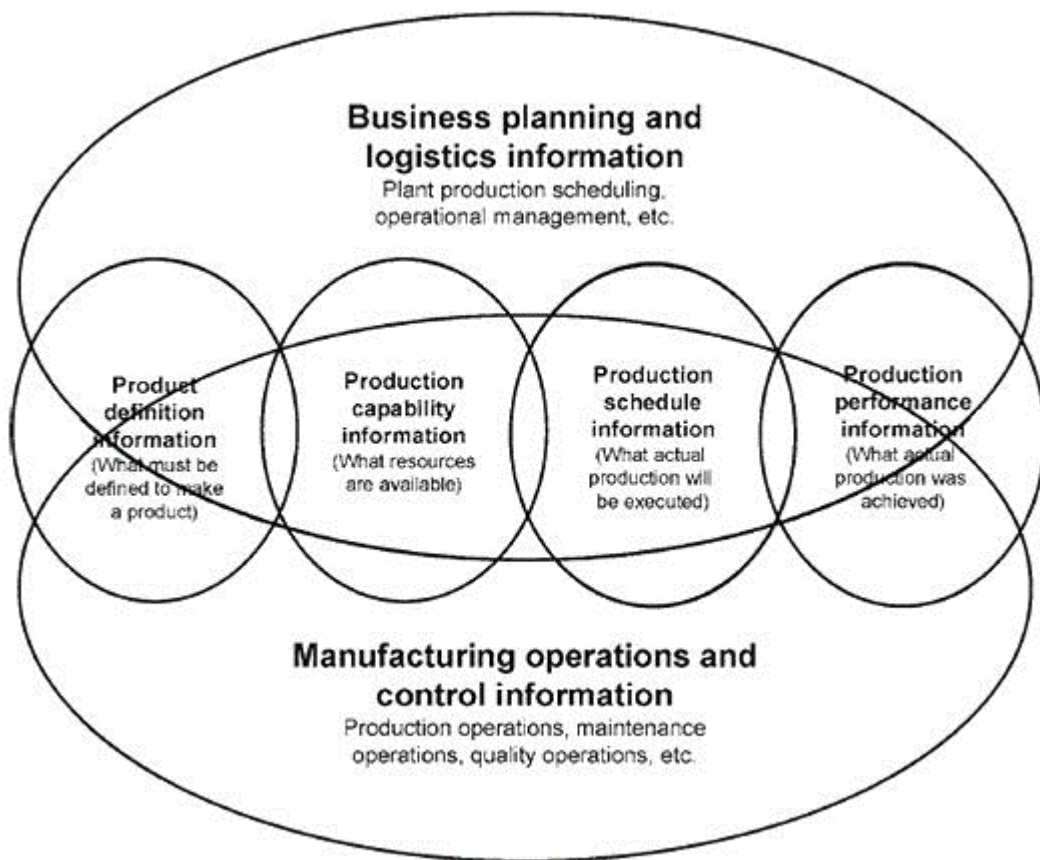 Business planning and
logistics information
Plant production scheduling,
operational management, etc.
Product
definition
information
(What must be
defined to make
a product)
Production
capability
information
(What resources
are available)
Production
schedule
information
(What actual
production will
be executed)
Production
performance
information
(What actual
production was
achieved)
Manufacturing operations and
control information
Production operations, maintenance
operations, quality operations, etc.